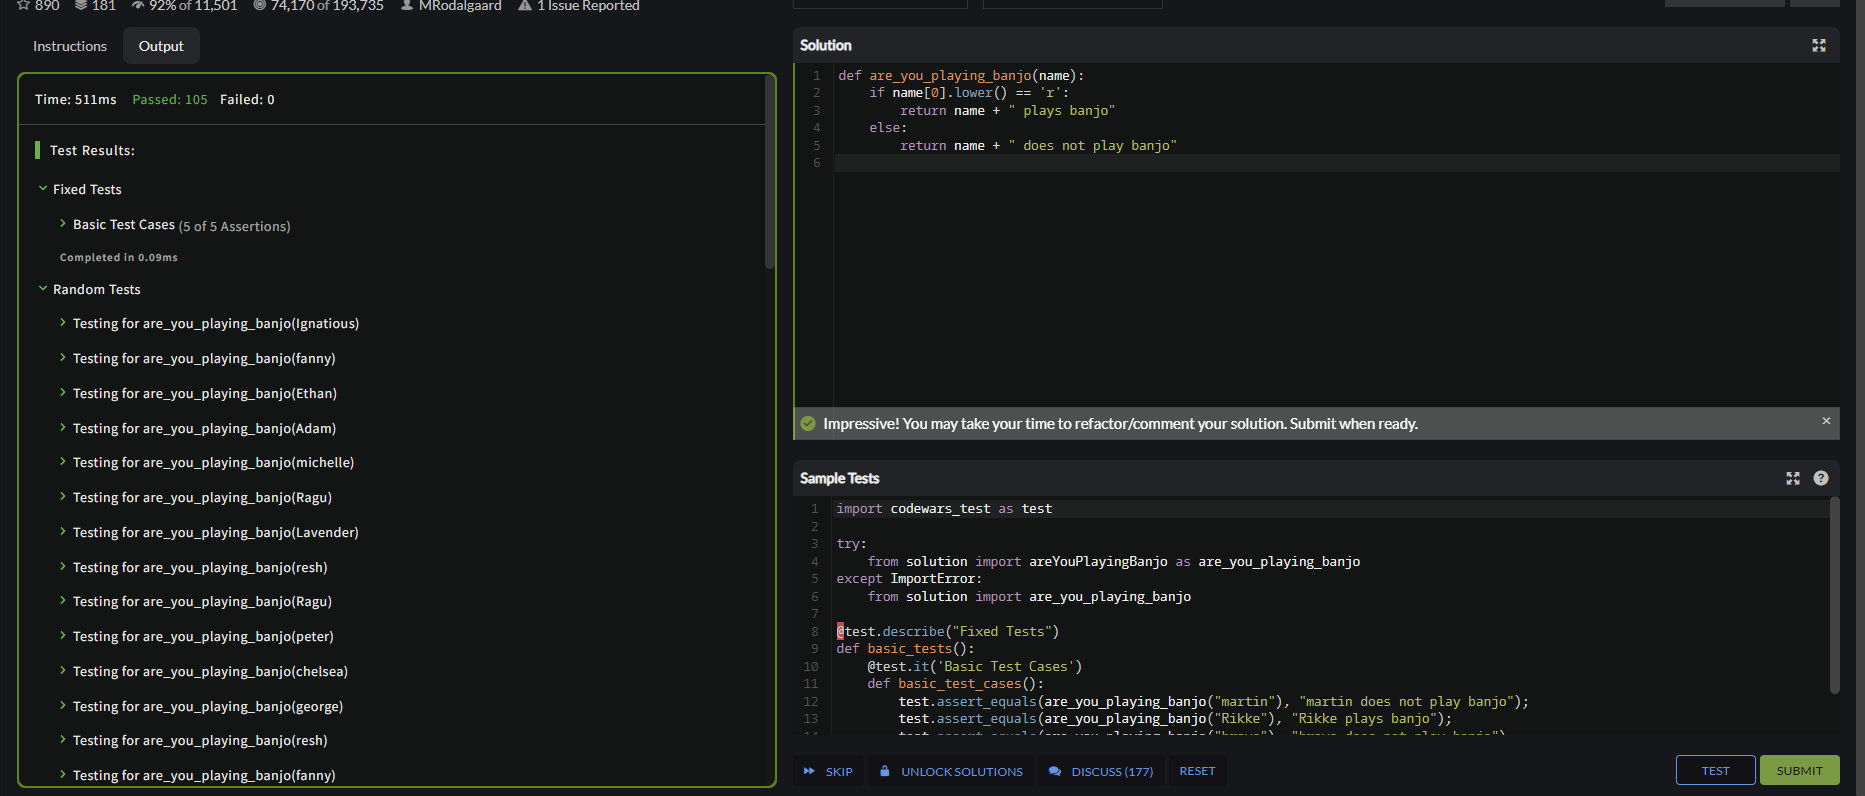 890 181 92% of 11,501 74,170 of 193,735 MRodalgaard 1 Issue Reported
Instructions Output
Time: 511ms Passed: 105 Failed: 0
Test Results:
Fixed Tests
Basic Test Cases (5 of 5 Assertions)
Completed in 0.09ms
Random Tests
Testing for are_you_playing_banjo(Ignatious)
Testing for are_you_playing_banjo(fanny)
Testing for are_you_playing_banjo(Ethan)
Testing for are_you_playing_banjo(Adam)
Testing for are_you_playing_banjo(michelle)
Testing for are_you_playing_banjo(Ragu)
Testing for are_you_playing_banjo(Lavender)
Testing for are_you_playing_banjo(resh)
Testing for are_you_playing_banjo(Ragu)
Testing for are_you_playing_banjo(peter)
Testing for are_you_playing_banjo(chelsea)
Testing for are_you_playing_banjo(george)
Testing for are_you_playing_banjo(resh)
Testing for are_you_playing_banjo(fanny)
Solution
1 def are_you_playing_banjo(name):
2 if name[0].lower() == 'r':
3 return name + " plays banjo"
4 else:
5 return name + " does not play banjo"
6
Impressive! You may take your time to refactor/comment your solution. Submit when ready. ×
Sample Tests ?
1 import codewars_test as test
2
3 try:
4 from solution import areYouPlayingBanjo as are_you_playing_banjo
5 except ImportError:
6 from solution import are_you_playing_banjo
7
8 @test.describe("Fixed Tests")
9 def basic_tests():
10 @test.it('Basic Test Cases')
11 def basic_test_cases():
12 test.assert_equals(are_you_playing_banjo("martin"), "martin does not play banjo");
13 test.assert_equals(are_you_playing_banjo("Rikke"), "Rikke plays banjo");
SKIP UNLOCK SOLUTIONS DISCUSS (177) RESET TEST SUBMIT